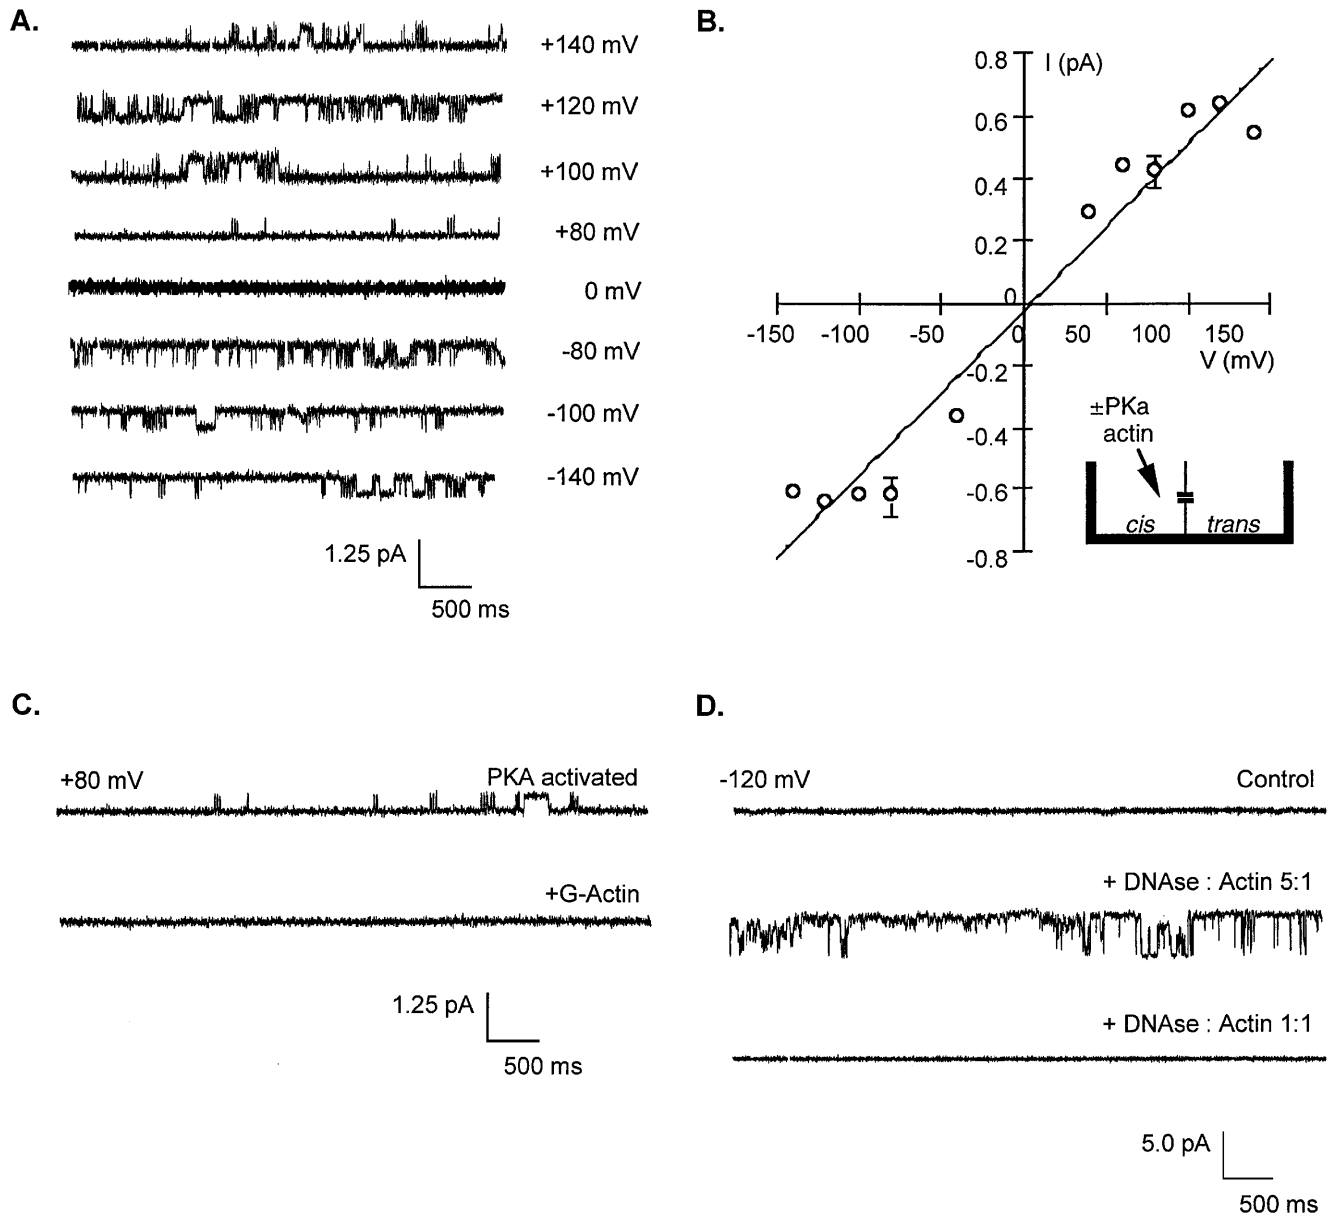 A.
+140 mV
+120 mV
+100 mV
+80 mV
0 mV
-80 mV
-100 mV
-140 mV
1.25 pA
500 ms
B.
I (pA)
0.8
0.6
0.4
0.2
0
-150 -100 -50 0 50 100 150
V (mV)
-0.2
-0.4
-0.6
-0.8
±PKa
actin
cis trans
C.
+80 mV PKA activated
+G-Actin
1.25 pA
500 ms
D.
-120 mV Control
+ DNAse : Actin 5:1
+ DNAse : Actin 1:1
5.0 pA
500 ms